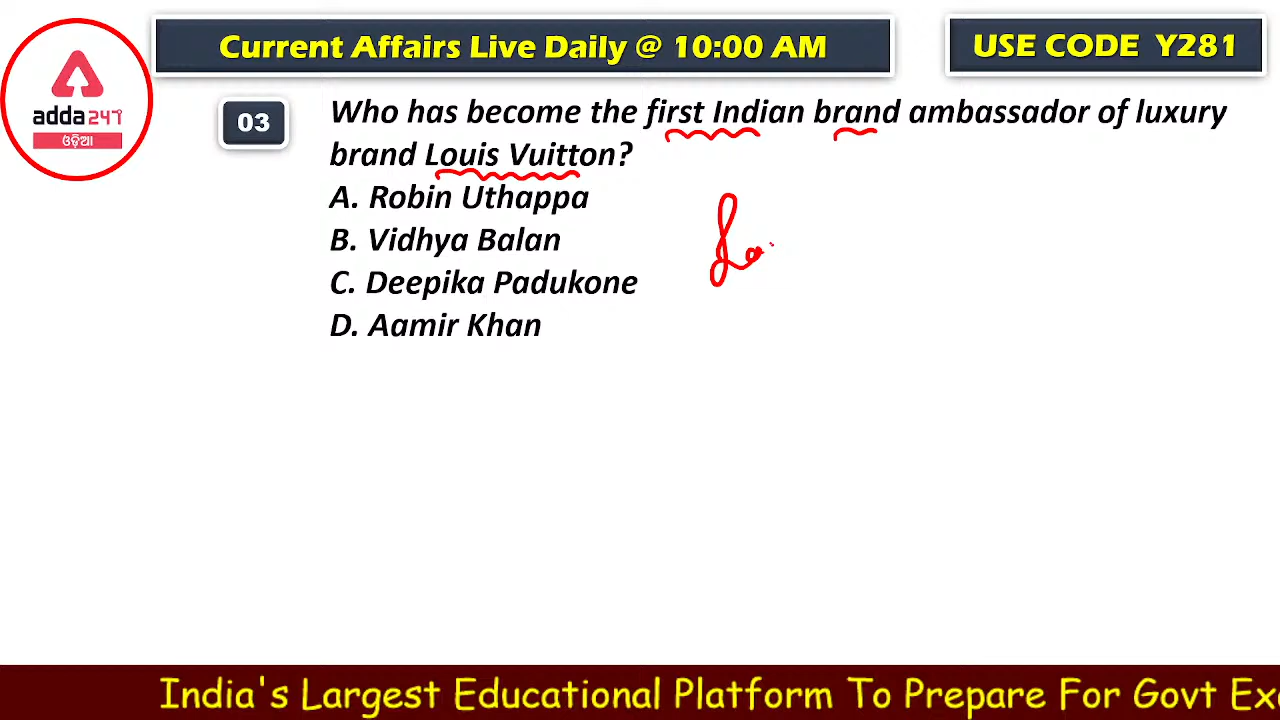 Current Affairs Live Daily @ 10:00 AM
USE CODE Y281
adda247
ଓଡ଼ିଆ
03
Who has become the first Indian brand ambassador of luxury
brand Louis Vuitton?
A. Robin Uthappa
B. Vidhya Balan
C. Deepika Padukone
D. Aamir Khan
India's Largest Educational Platform To Prepare For Govt